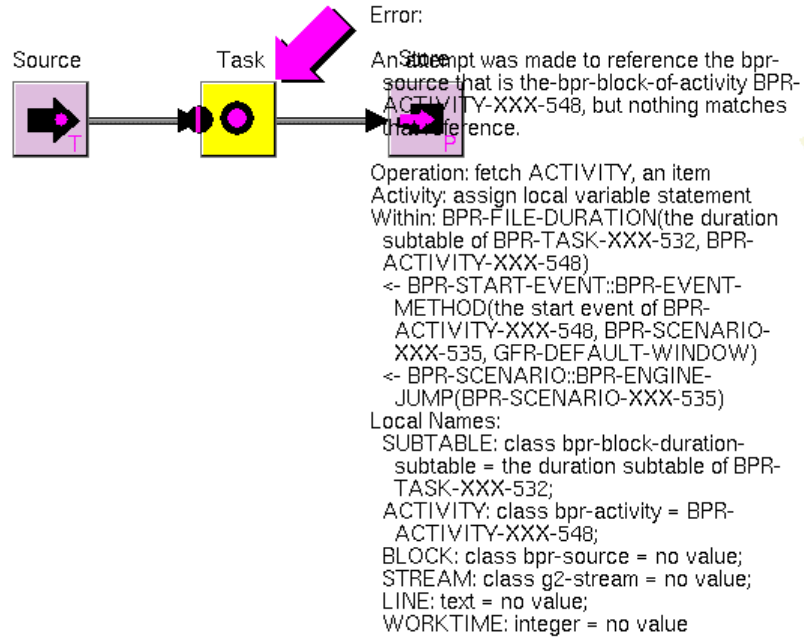 Error:
Source
Task
Store
An attempt was made to reference the bpr-
source that is the-bpr-block-of-activity BPR-
ACTIVITY-XXX-548, but nothing matches
that reference.
T
P
Operation: fetch ACTIVITY, an item
Activity: assign local variable statement
Within: BPR-FILE-DURATION(the duration
subtable of BPR-TASK-XXX-532, BPR-
ACTIVITY-XXX-548)
<- BPR-START-EVENT::BPR-EVENT-
METHOD(the start event of BPR-
ACTIVITY-XXX-548, BPR-SCENARIO-
XXX-535, GFR-DEFAULT-WINDOW)
<- BPR-SCENARIO::BPR-ENGINE-
JUMP(BPR-SCENARIO-XXX-535)
Local Names:
SUBTABLE: class bpr-block-duration-
subtable = the duration subtable of BPR-
TASK-XXX-532;
ACTIVITY: class bpr-activity = BPR-
ACTIVITY-XXX-548;
BLOCK: class bpr-source = no value;
STREAM: class g2-stream = no value;
LINE: text = no value;
WORKTIME: integer = no value